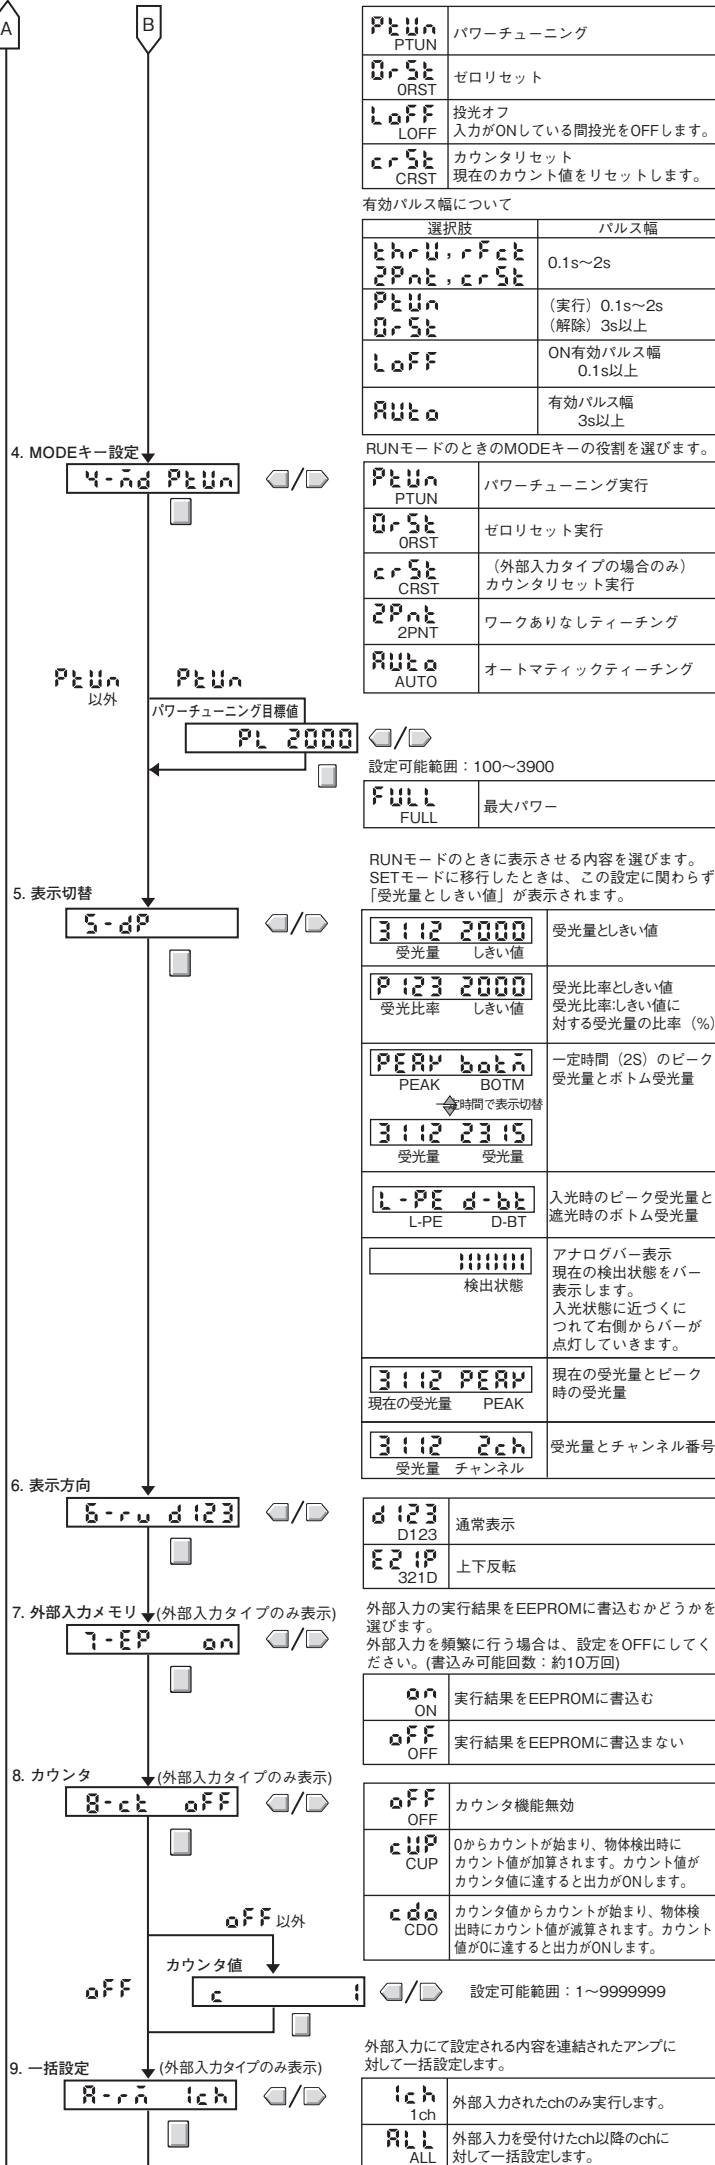 A
B
PTUN
パワーチューニング
0RST
ゼロリセット
LOFF
投光オフ
入力がONしている間投光をOFFします。
CRST
カウンタリセット
現在のカウント値をリセットします。
有効パルス幅について
選択肢
パルス幅
thrU, rFct
2Pnt, crSt
0.1s～2s
PtUn
0rSt
（実行）0.1s～2s
（解除）3s以上
LoFF
ON有効パルス幅
0.1s以上
AUto
有効パルス幅
3s以上
4. MODEキー設定
4-md PtUn
RUNモードのときのMODEキーの役割を選びます。
PTUN
パワーチューニング実行
0RST
ゼロリセット実行
CRST
（外部入力タイプの場合のみ）
カウンタリセット実行
2PNT
ワークありなしティーチング
AUTO
オートマティックティーチング
PtUn
以外
PtUn
パワーチューニング目標値
PL 2000
設定可能範囲：100～3900
FULL
最大パワー
5. 表示切替
5-dP
RUNモードのときに表示させる内容を選びます。
SETモードに移行したときは、この設定に関わらず
「受光量としきい値」が表示されます。
3112 2000
受光量 しきい値
受光量としきい値
P 123 2000
受光比率 しきい値
受光比率としきい値
受光比率:しきい値に
対する受光量の比率（%）
PEAK botm
PEAK BOTM
一定時間で表示切替
3112 2315
受光量 受光量
一定時間（2S）のピーク
受光量とボトム受光量
L-PE d-bt
L-PE D-BT
入光時のピーク受光量と
遮光時のボトム受光量
検出状態
アナログバー表示
現在の検出状態をバー
表示します。
入光状態に近づくに
つれて右側からバーが
点灯していきます。
3112 PEAK
現在の受光量 PEAK
現在の受光量とピーク
時の受光量
3112 2ch
受光量 チャンネル
受光量とチャンネル番号
6. 表示方向
6-ru d123
D123
通常表示
321D
上下反転
7. 外部入力メモリ (外部入力タイプのみ表示)
7-EP on
外部入力の実行結果をEEPROMに書込むかどうかを
選びます。
外部入力を頻繁に行う場合は、設定をOFFにしてく
ださい。(書込み可能回数：約10万回)
ON
実行結果をEEPROMに書込む
OFF
実行結果をEEPROMに書込まない
8. カウンタ (外部入力タイプのみ表示)
8-ct oFF
OFF
カウンタ機能無効
CUP
0からカウントが始まり、物体検出時に
カウント値が加算されます。カウント値が
カウンタ値に達すると出力がONします。
CDO
カウンタ値からカウントが始まり、物体検
出時にカウント値が減算されます。カウント
値が0に達すると出力がONします。
oFF以外
oFF
カウンタ値
c 1
設定可能範囲：1～9999999
9. 一括設定 (外部入力タイプのみ表示)
A-rm 1ch
外部入力にて設定される内容を連結されたアンプに
対して一括設定します。
1ch
外部入力されたchのみ実行します。
ALL
外部入力を受付けたch以降のchに
対して一括設定します。